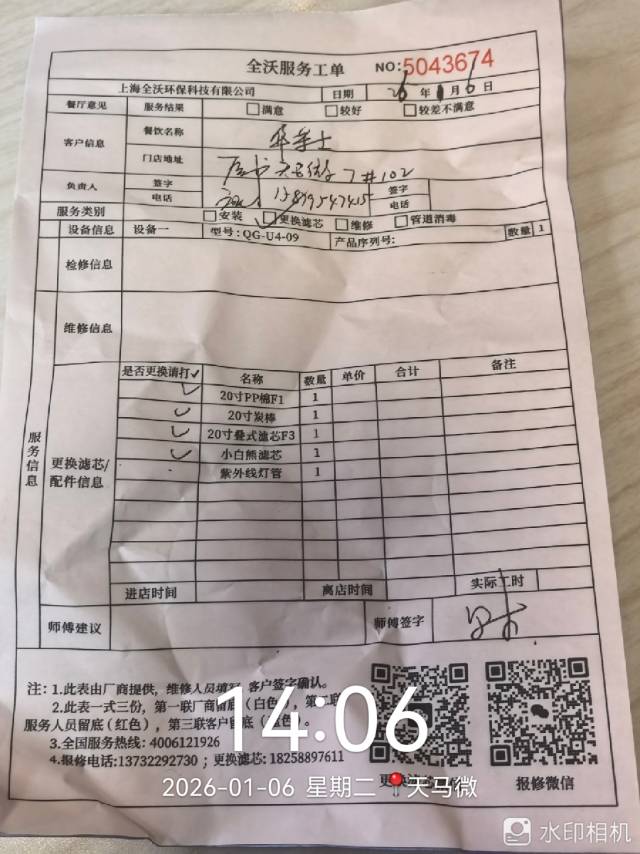 全沃服务工单 NO:5043674
上海全沃环保科技有限公司 日期 26年1月6日
餐厅意见 服务结果 □满意 □较好 □较差不满意
客户信息 餐饮名称 华莱士
门店地址 7#102
负责人 签字 签字
电话 电话
服务类别 □安装 ☑更换滤芯 □维修 □管道消毒
设备信息 设备一 型号:QG-U4-09 产品序列号: 数量 1
检修信息
维修信息
服务信息
更换滤芯/配件信息
是否更换请打✓ 名称 数量 单价 合计 备注
✓ 20寸PP棉F1 1
✓ 20寸炭棒 1
✓ 20寸叠式滤芯F3 1
✓ 小白熊滤芯 1
紫外线灯管 1
进店时间 离店时间 实际工时
师傅建议 师傅签字
注:1.此表由厂商提供,维修人员填写,客户签字确认。
2.此表一式三份,第一联厂商留底(白色),第二联
服务人员留底(红色),第三联客户留底
3.全国服务热线:4006121926
4.报修电话:13732292730;更换滤芯:18258897611
报修微信
14:06
2026-01-06 星期二 📍天马微
水印相机